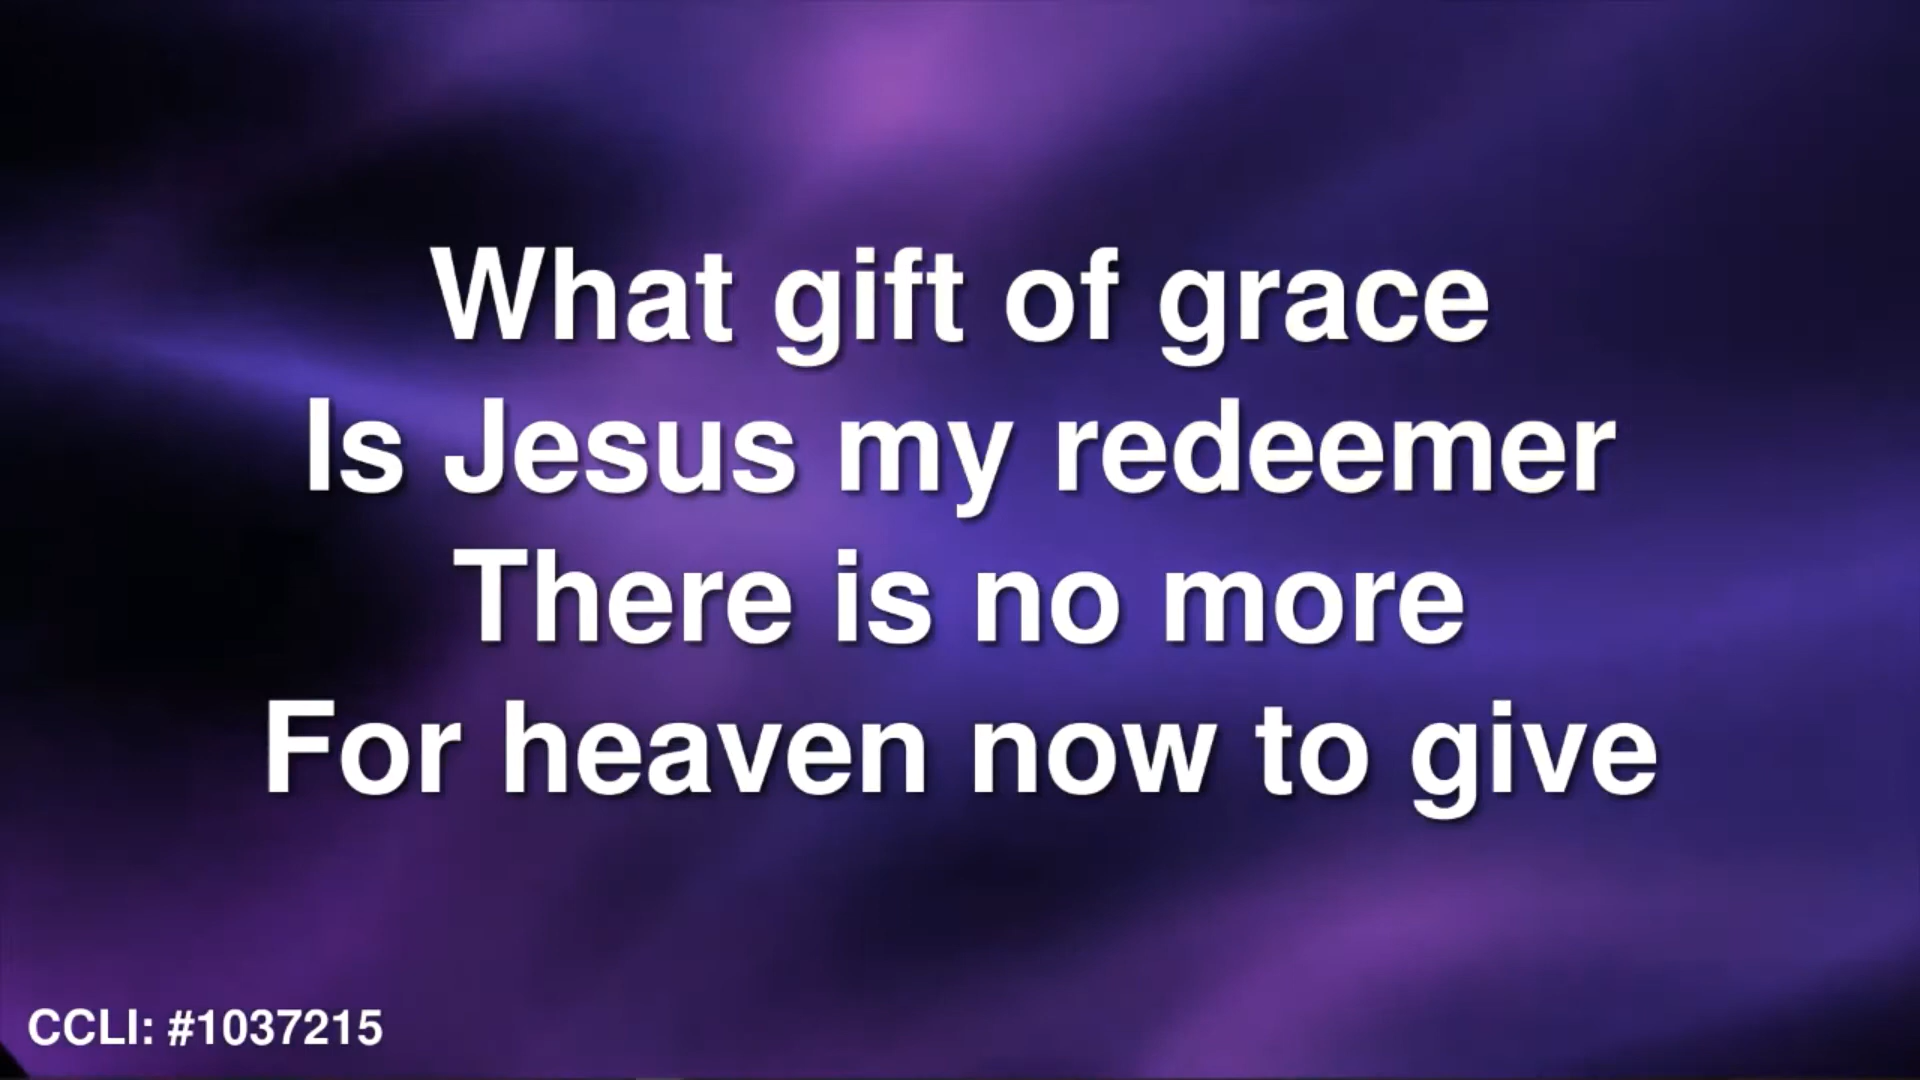 What gift of grace
Is Jesus my redeemer
There is no more
For heaven now to give
CCLI: #1037215